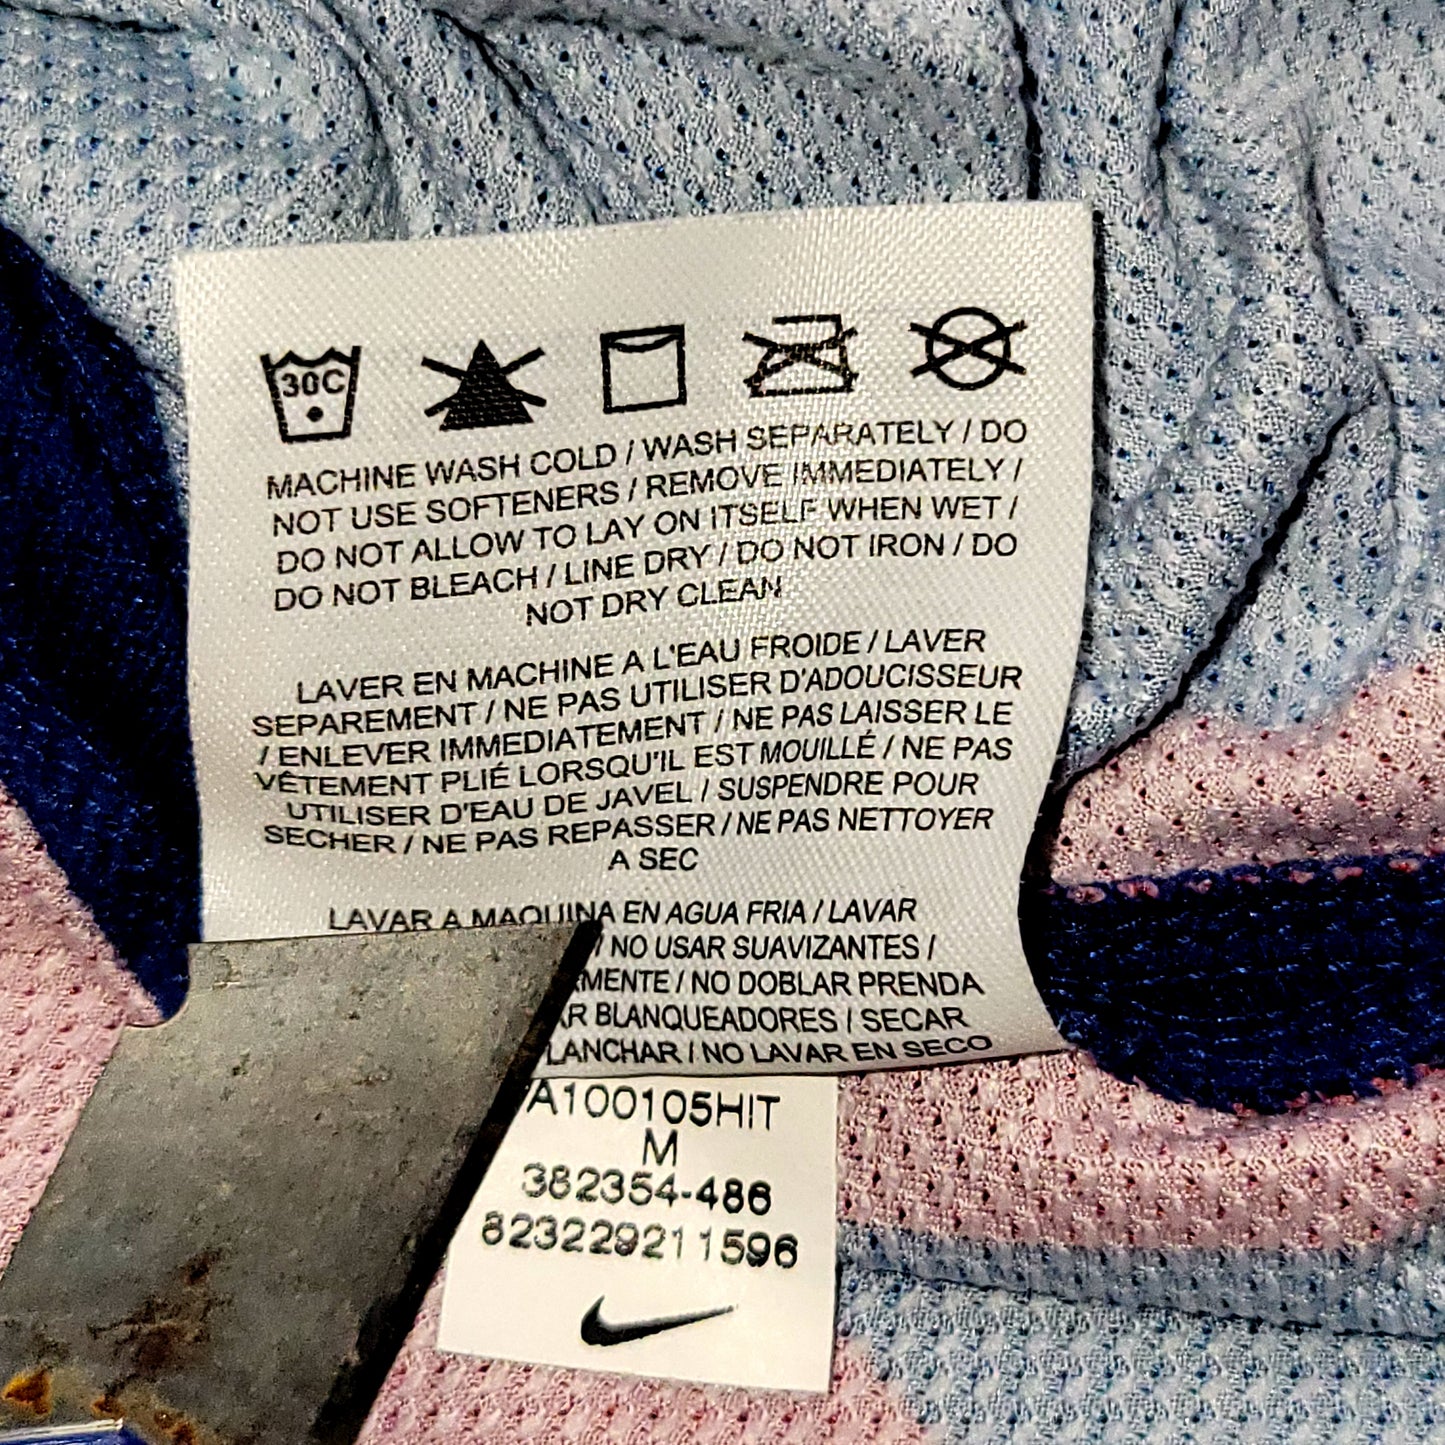 30C
MACHINE WASH COLD / WASH SEPARATELY / DO
NOT USE SOFTENERS / REMOVE IMMEDIATELY /
DO NOT ALLOW TO LAY ON ITSELF WHEN WET /
DO NOT BLEACH / LINE DRY / DO NOT IRON / DO
NOT DRY CLEAN
LAVER EN MACHINE A L'EAU FROIDE / LAVER
SEPAREMENT / NE PAS UTILISER D'ADOUCISSEUR
/ ENLEVER IMMEDIATEMENT / NE PAS LAISSER LE
VÊTEMENT PLIÉ LORSQU'IL EST MOUILLÉ / NE PAS
UTILISER D'EAU DE JAVEL / SUSPENDRE POUR
SECHER / NE PAS REPASSER / NE PAS NETTOYER
A SEC
LAVAR A MAQUINA EN AGUA FRIA / LAVAR
/ NO USAR SUAVIZANTES /
/ NO DOBLAR PRENDA
BLANQUEADORES / SECAR
/ NO LAVAR EN SECO
A100105HIT
M
382354-486
823229211596